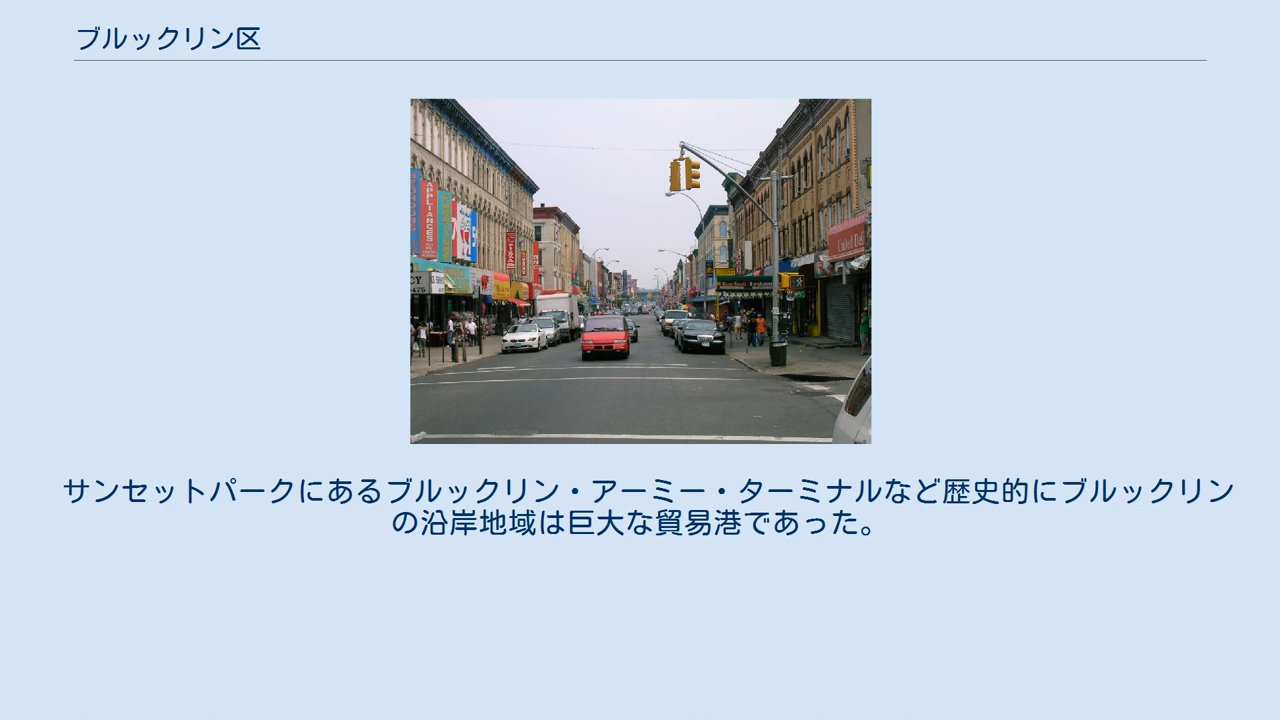 ブルックリン区
APPLIANCES
United Deli
サンセットパークにあるブルックリン・アーミー・ターミナルなど歴史的にブルックリン
の沿岸地域は巨大な貿易港であった。